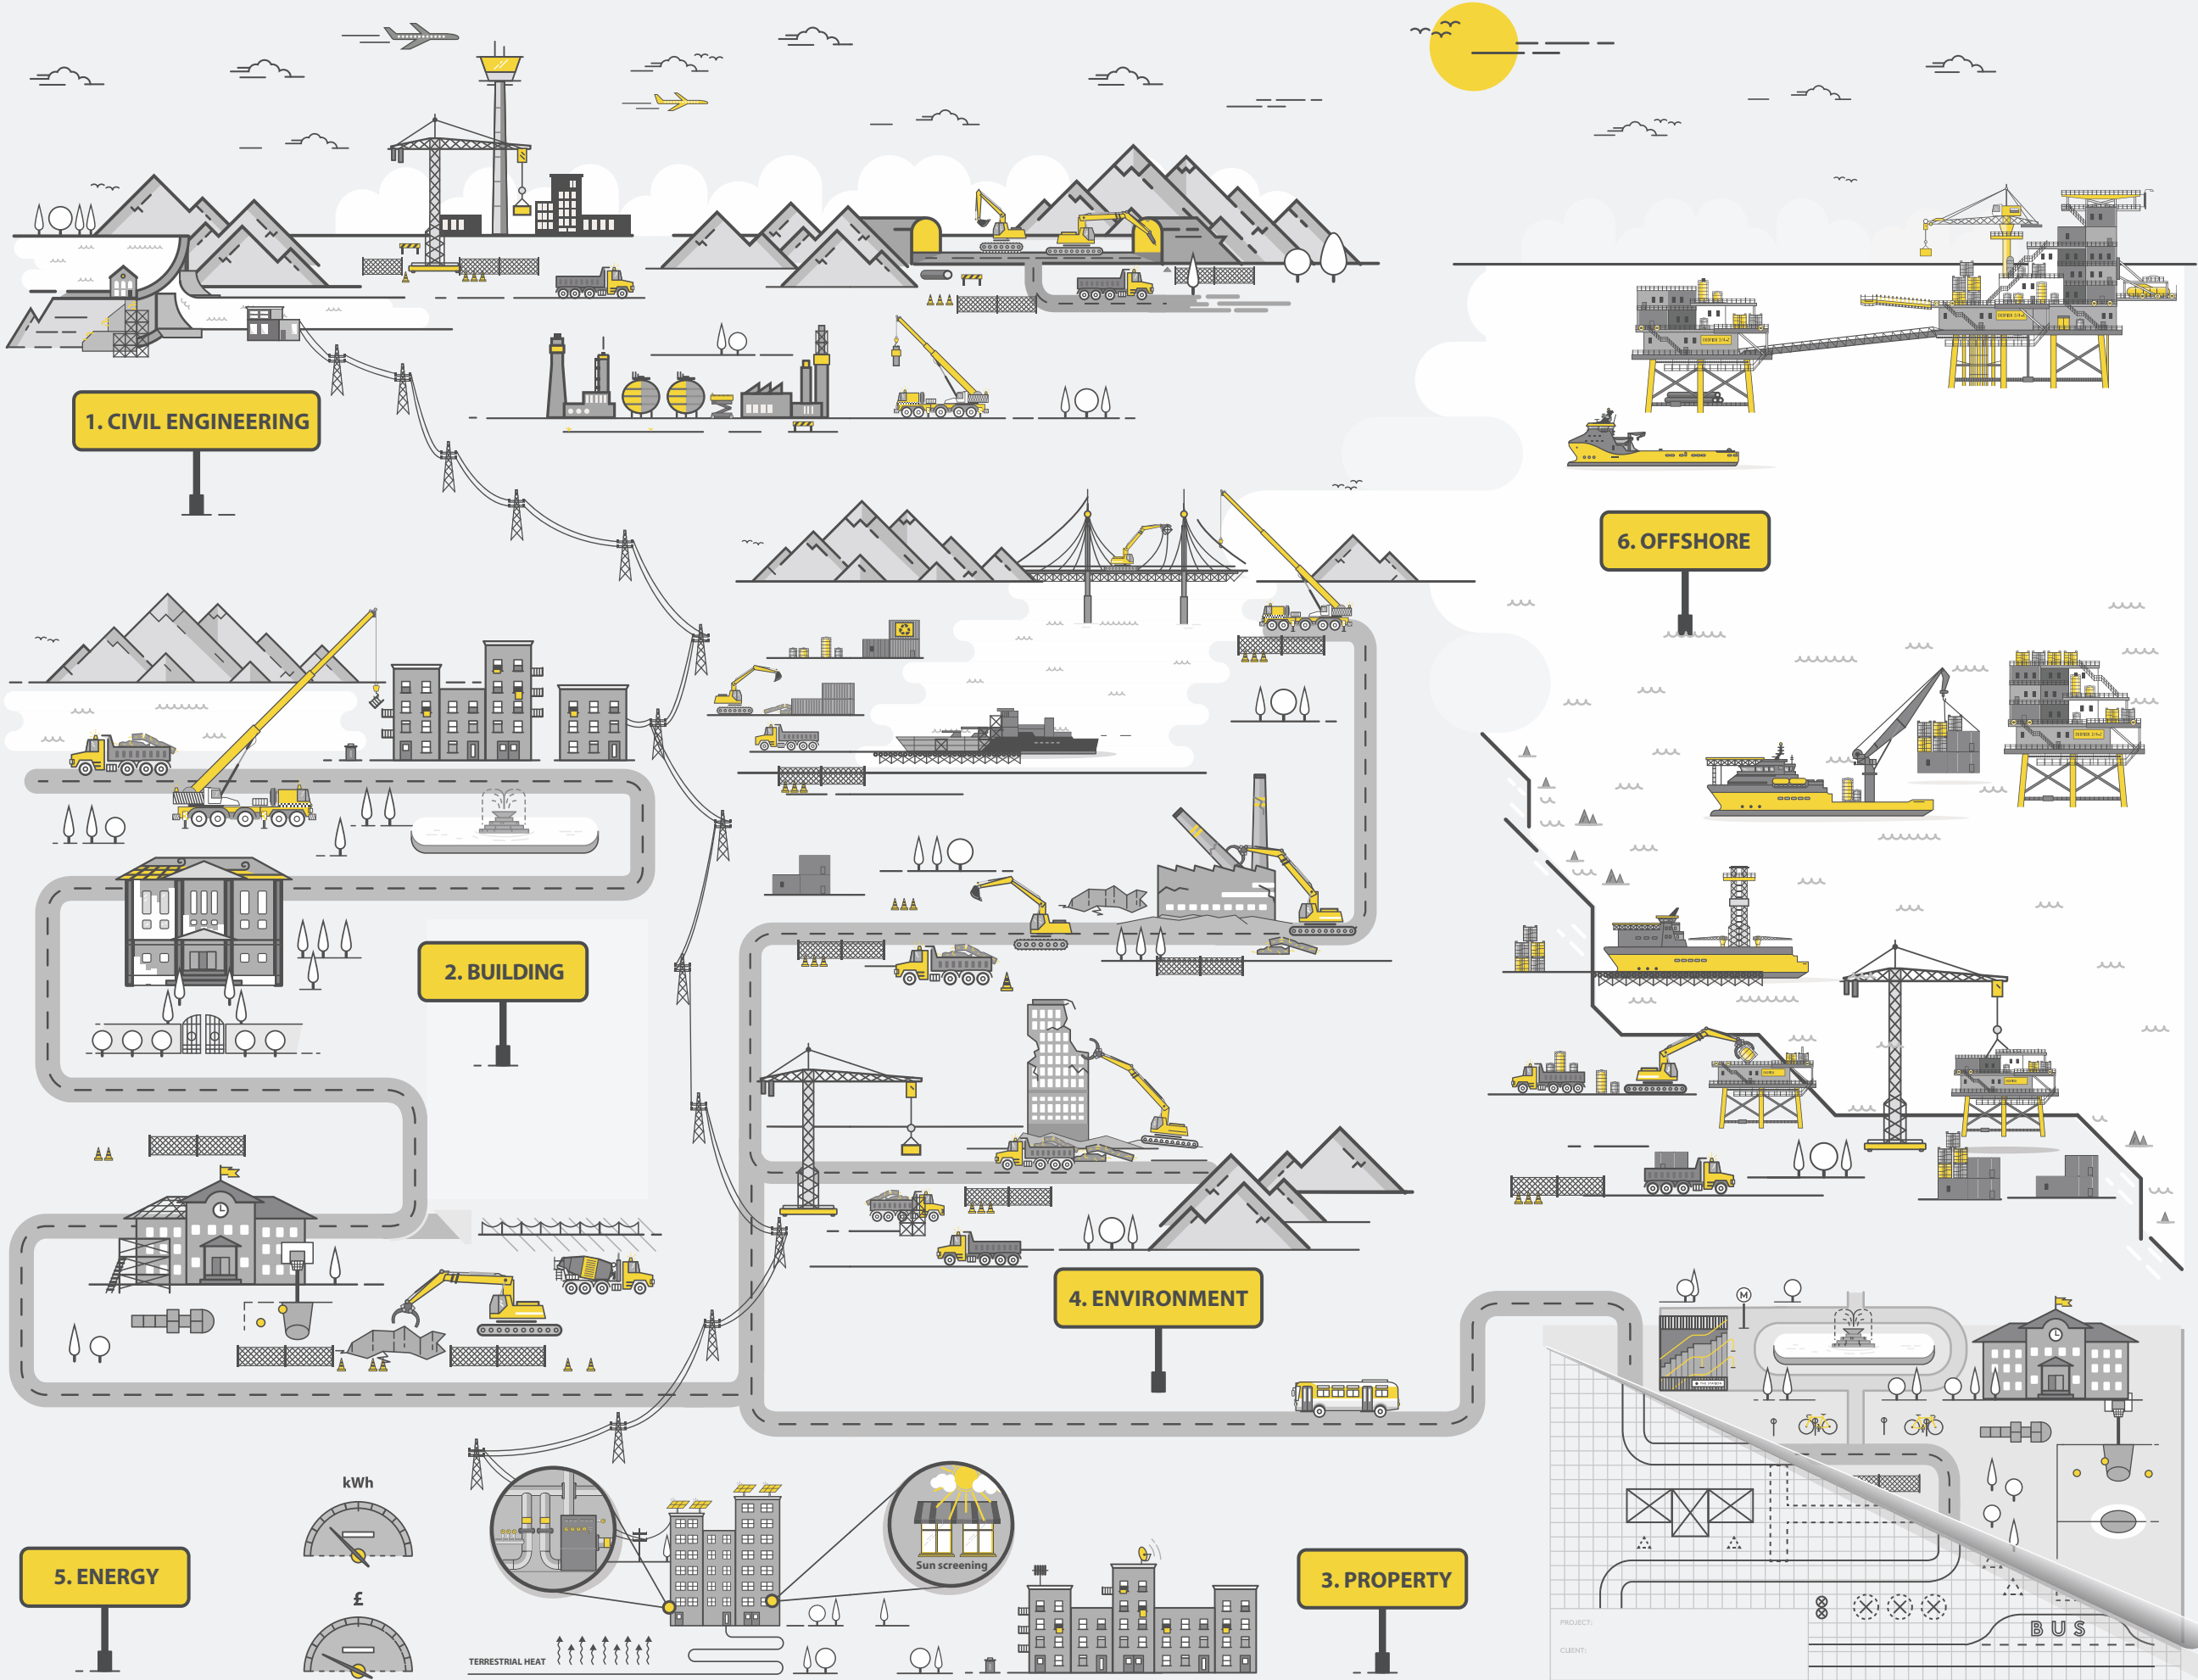 1. CIVIL ENGINEERING
6. OFFSHORE
2. BUILDING
4. ENVIRONMENT
M
kWh
Sun screening
5. ENERGY
3. PROPERTY
£
PROJECT:
BUS
CLIENT:
TERRESTRIAL HEAT